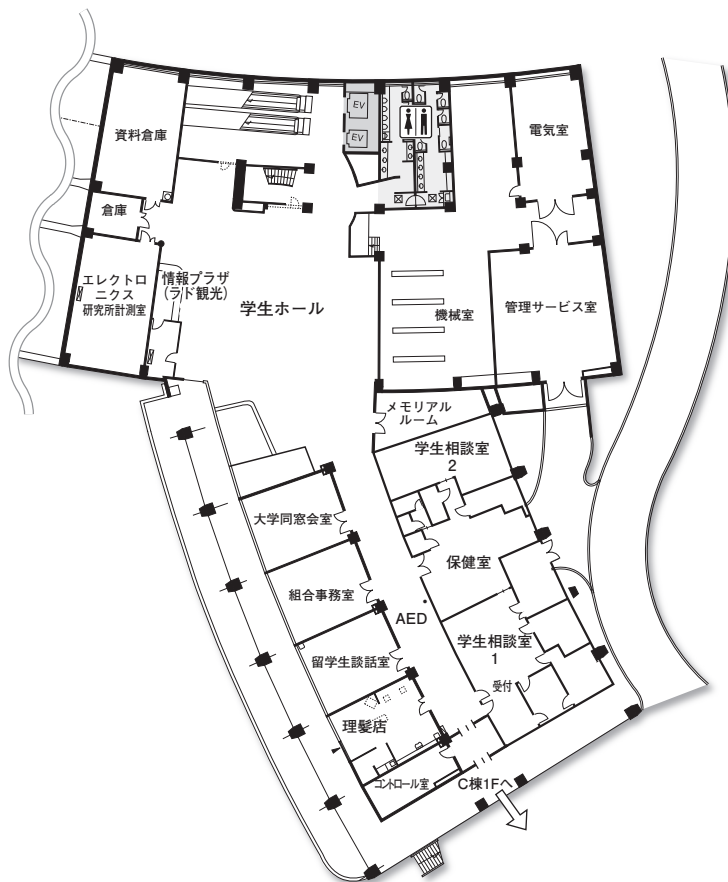 EV
EV
資料倉庫
電気室
倉庫
エレクトロ
ニクス
研究所計測室
情報プラザ
(ラド観光)
学生ホール
機械室
管理サービス室
メモリアル
ルーム
学生相談室
2
大学同窓会室
保健室
組合事務室
AED
学生相談室
1
留学生談話室
受付
理髪店
コントロール室
C棟1Fへ